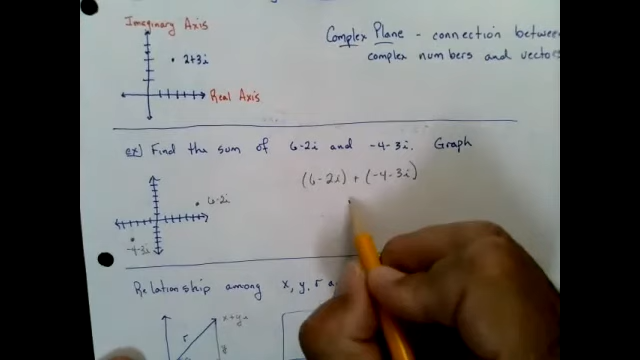 Imaginary Axis
Complex Plane - connection
complex numbers and vectors
2+3i
Real Axis
ex) Find the sum of 6-2i and -4-3i. Graph
(6-2i) + (-4-3i)
6-2i
-4-3i
Relationship among x, y, r
x+yi
r
y